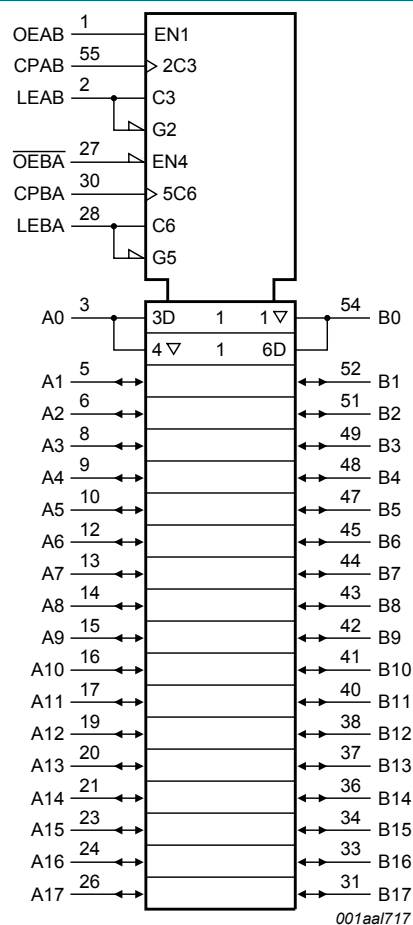 OEAB 1 EN1
CPAB 55 2C3
LEAB 2 C3
G2
OEBA 27 EN4
CPBA 30 5C6
LEBA 28 C6
G5
A0 3 3D 1 1 ▽ 54 B0
4 ▽ 1 6D
A1 5 52 B1
A2 6 51 B2
A3 8 49 B3
A4 9 48 B4
A5 10 47 B5
A6 12 45 B6
A7 13 44 B7
A8 14 43 B8
A9 15 42 B9
A10 16 41 B10
A11 17 40 B11
A12 19 38 B12
A13 20 37 B13
A14 21 36 B14
A15 23 34 B15
A16 24 33 B16
A17 26 31 B17
001aal717